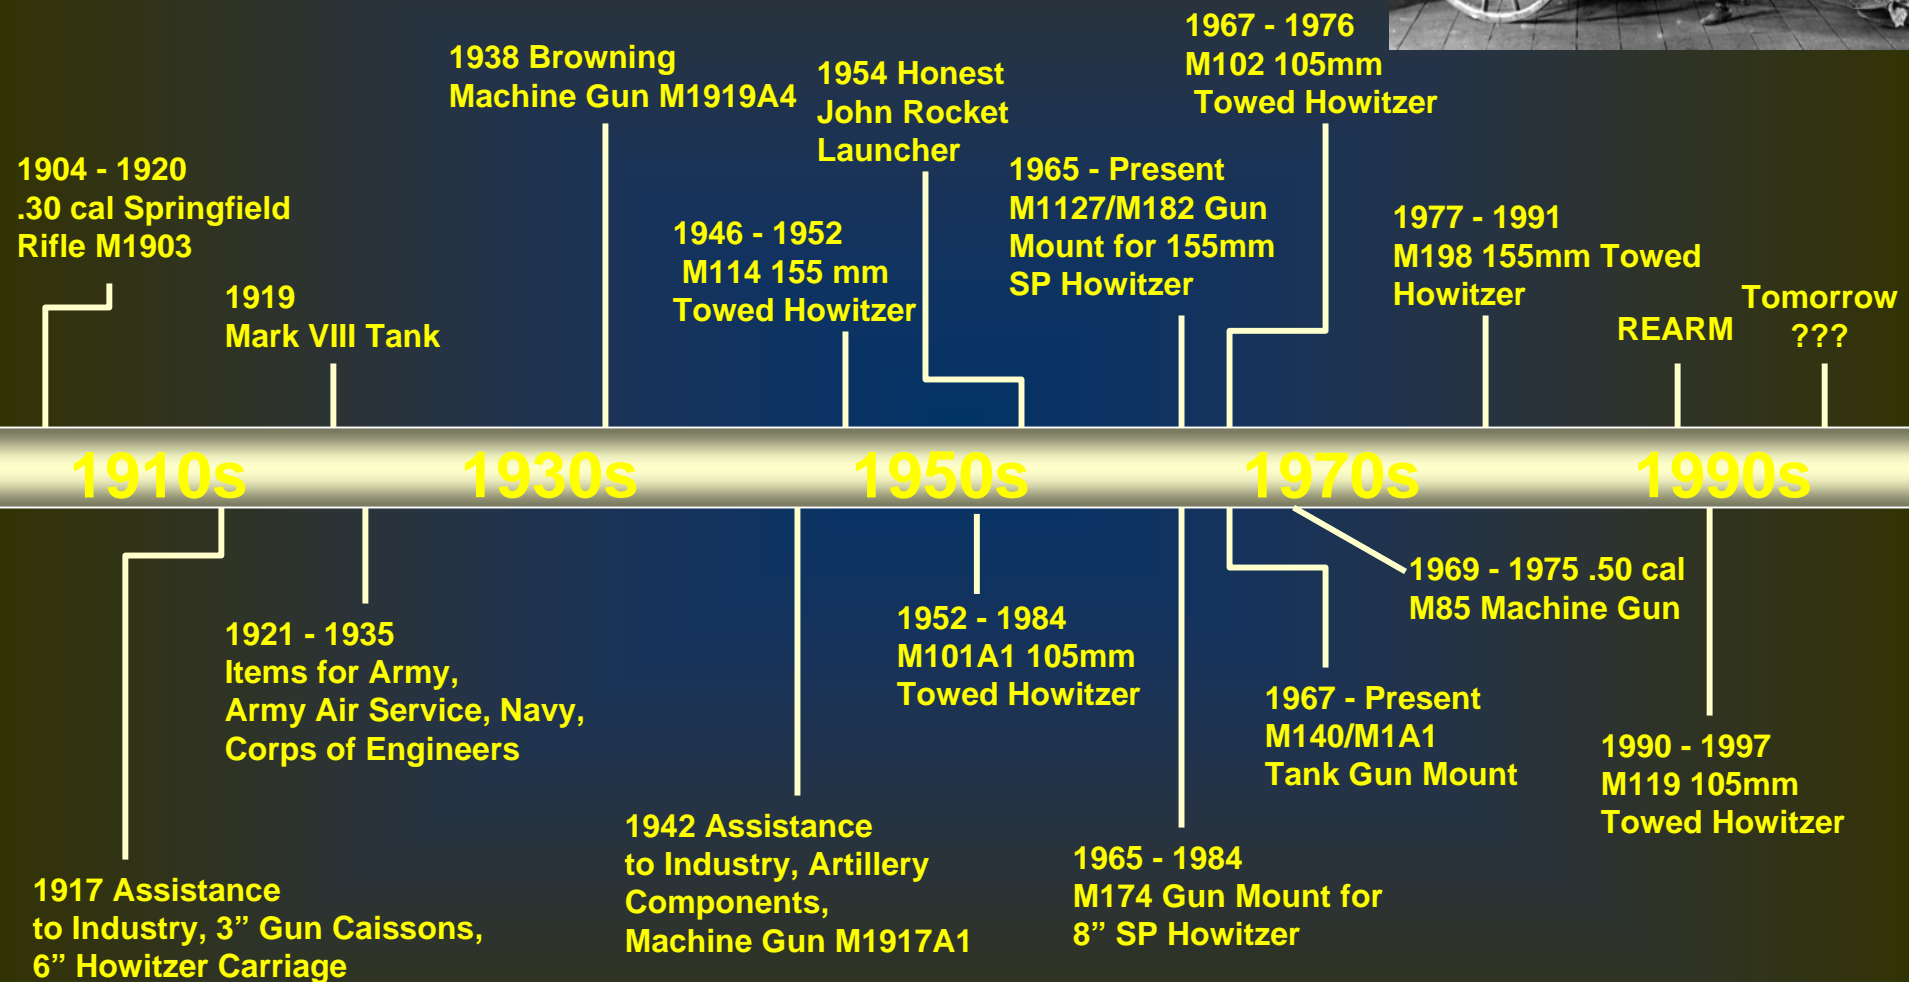 1967 - 1976
M102 105mm
Towed Howitzer
1938 Browning
Machine Gun M1919A4
1954 Honest
John Rocket
Launcher
1904 - 1920
.30 cal Springfield
Rifle M1903
1965 - Present
M1127/M182 Gun
Mount for 155mm
SP Howitzer
1946 - 1952
M114 155 mm
Towed Howitzer
1977 - 1991
M198 155mm Towed
Howitzer
1919
Mark VIII Tank
REARM
Tomorrow
???
1910s
1930s
1950s
1970s
1990s
1969 - 1975 .50 cal
M85 Machine Gun
1952 - 1984
M101A1 105mm
Towed Howitzer
1921 - 1935
Items for Army,
Army Air Service, Navy,
Corps of Engineers
1967 - Present
M140/M1A1
Tank Gun Mount
1990 - 1997
M119 105mm
Towed Howitzer
1942 Assistance
to Industry, Artillery
Components,
Machine Gun M1917A1
1965 - 1984
M174 Gun Mount for
8” SP Howitzer
1917 Assistance
to Industry, 3” Gun Caissons,
6” Howitzer Carriage